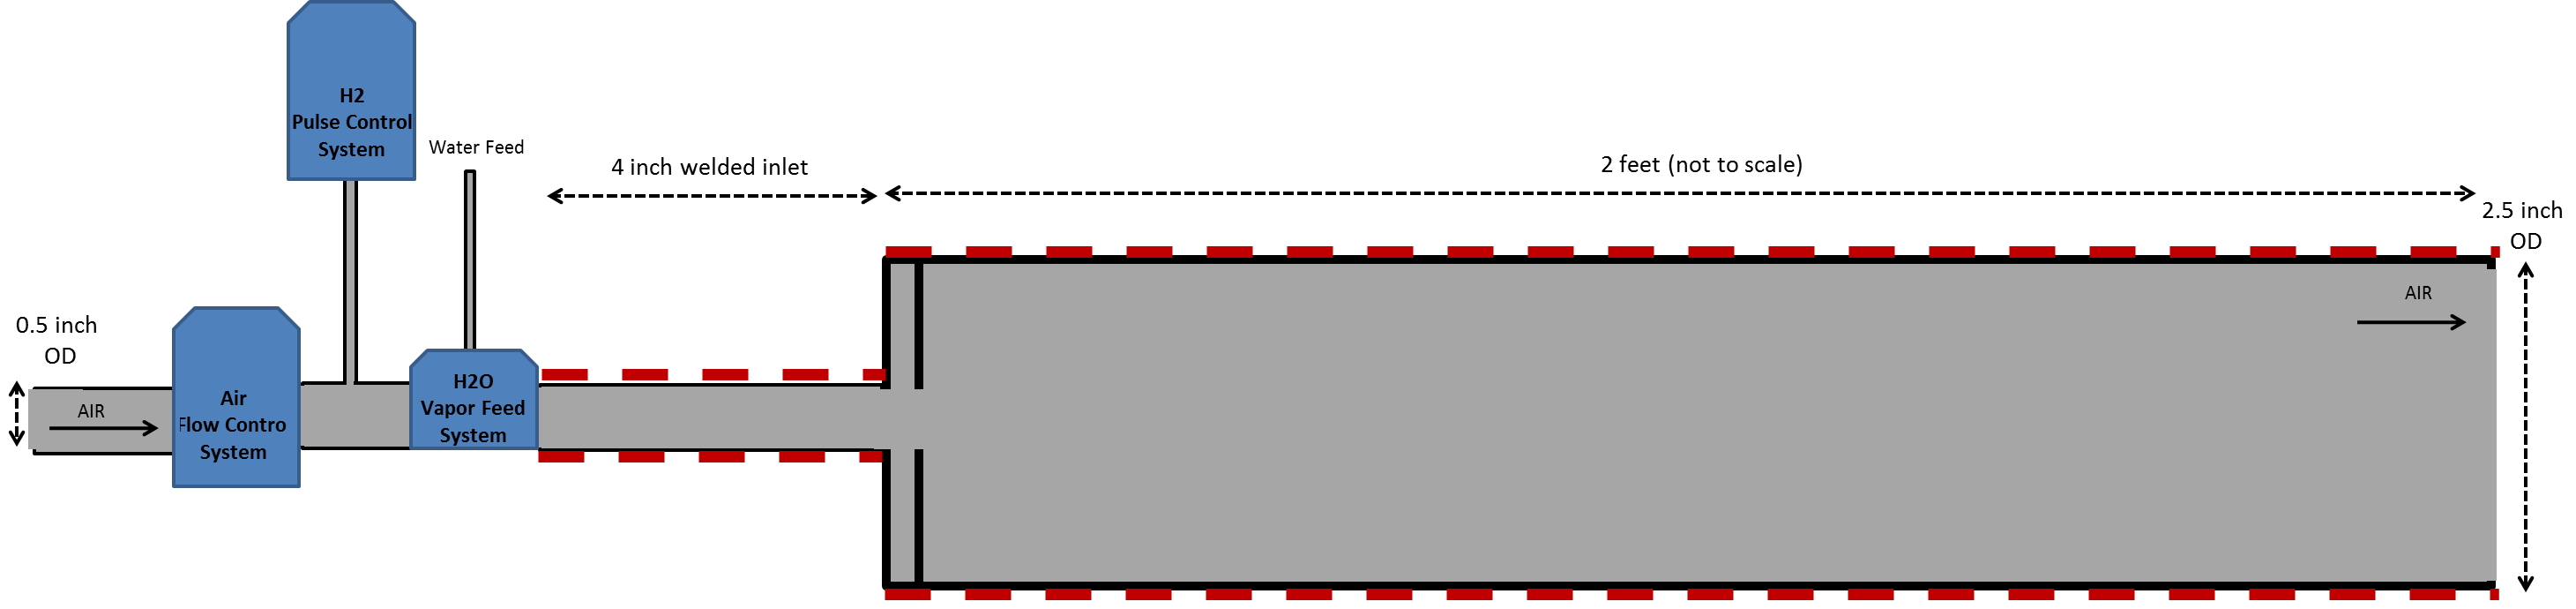 H2
Pulse Control
System
Water Feed
4 inch welded inlet
2 feet (not to scale)
2.5 inch
OD
0.5 inch
OD
AIR
Air
Flow Contro
System
H2O
Vapor Feed
System
AIR